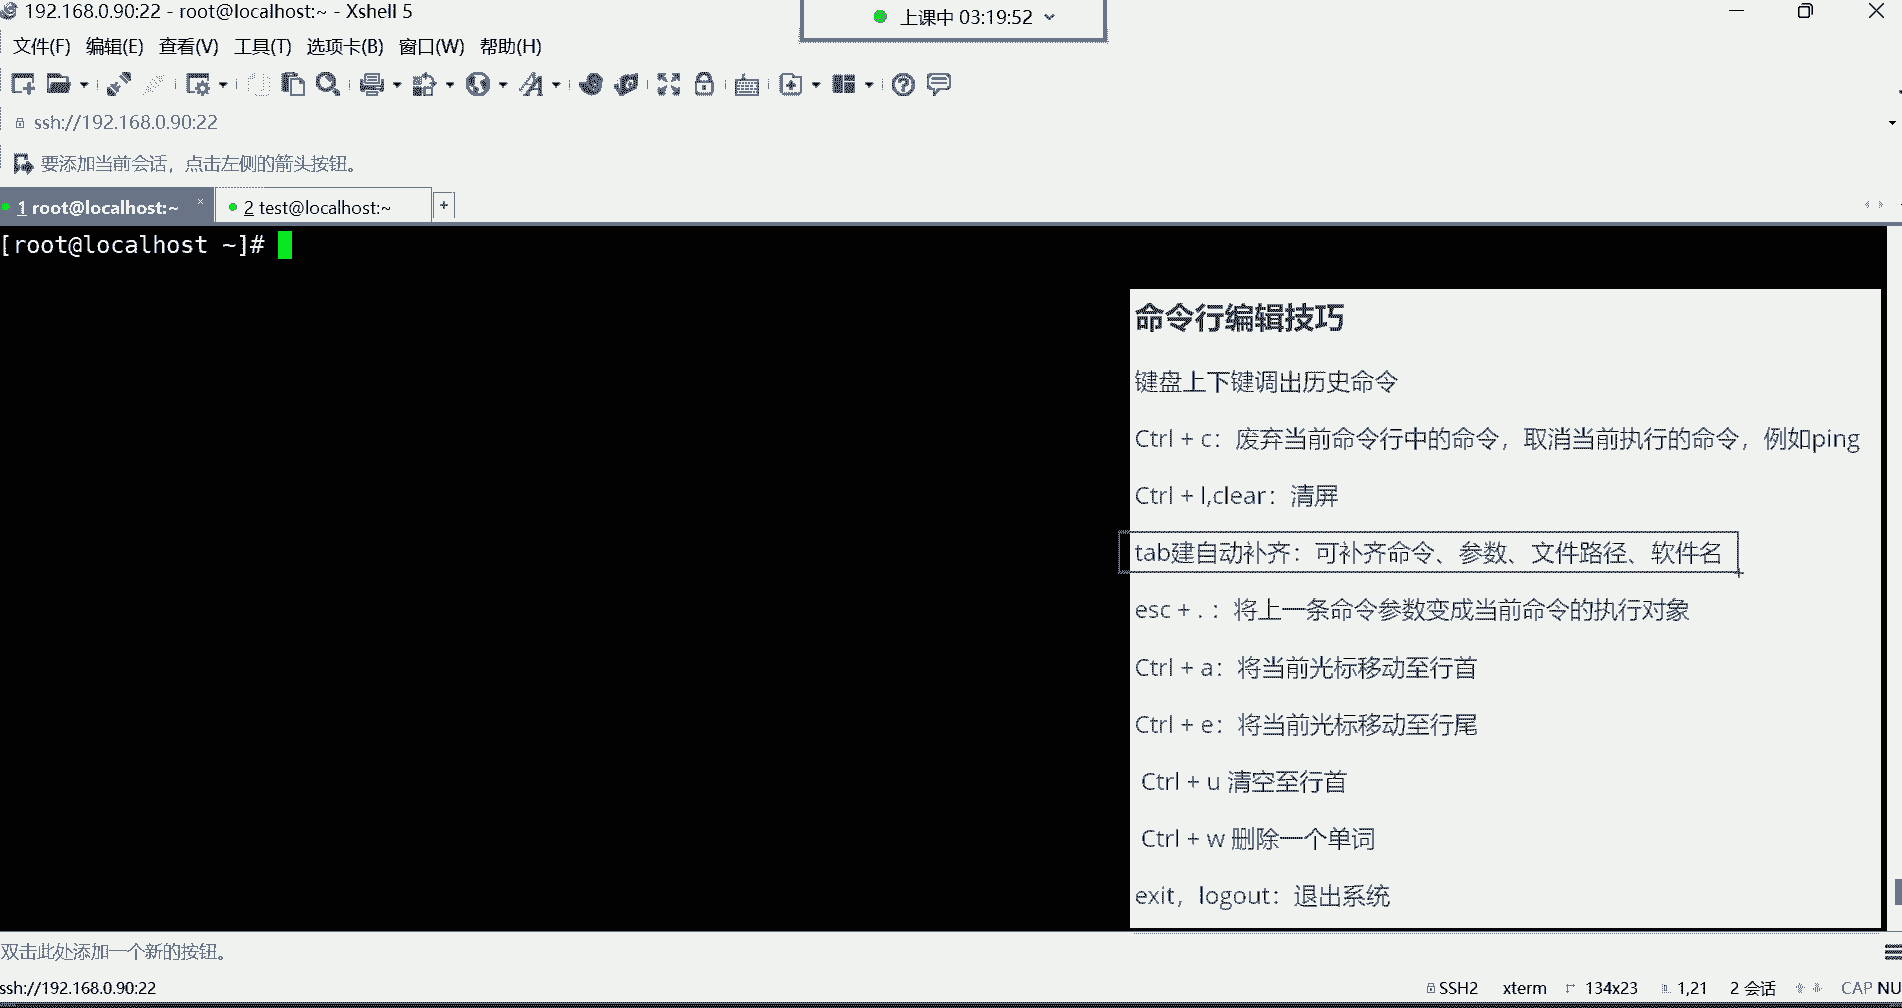 192.168.0.90:22 - root@localhost:~ - Xshell 5
上课中 03:19:52
文件(F) 编辑(E) 查看(V) 工具(T) 选项卡(B) 窗口(W) 帮助(H)
ssh://192.168.0.90:22
要添加当前会话，点击左侧的箭头按钮。
1 root@localhost:~ × 2 test@localhost:~ +
[root@localhost ~]#
命令行编辑技巧
键盘上下键调出历史命令
Ctrl + c：废弃当前命令行中的命令，取消当前执行的命令，例如ping
Ctrl + l,clear：清屏
tab建自动补齐：可补齐命令、参数、文件路径、软件名
esc + . ：将上一条命令参数变成当前命令的执行对象
Ctrl + a：将当前光标移动至行首
Ctrl + e：将当前光标移动至行尾
Ctrl + u 清空至行首
Ctrl + w 删除一个单词
exit，logout：退出系统
双击此处添加一个新的按钮。
ssh://192.168.0.90:22 SSH2 xterm 134x23 1,21 2 会话 CAP NU